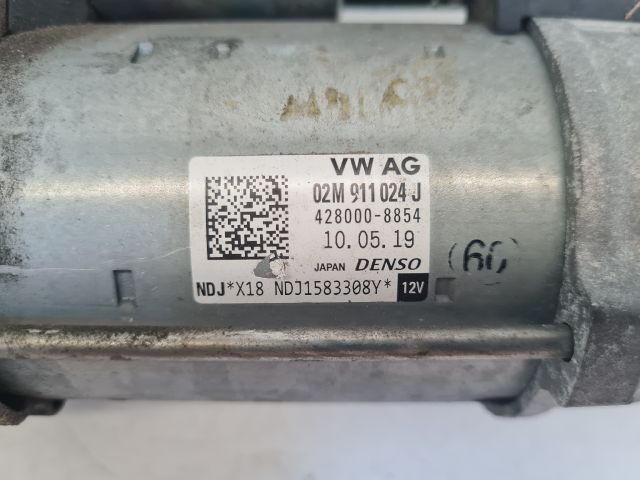 VW AG
02M 911 024 J
428000-8854
10.05.19
JAPAN DENSO
NDJ*X18 NDJ1583308Y* 12V